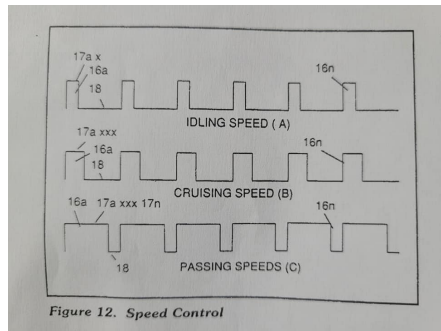 17a x
16a
18
16n
IDLING SPEED ( A )
17a xxx
16a
18
16n
CRUISING SPEED (B)
16a 17a xxx 17n
16n
18
PASSING SPEEDS (C)
Figure 12. Speed Control